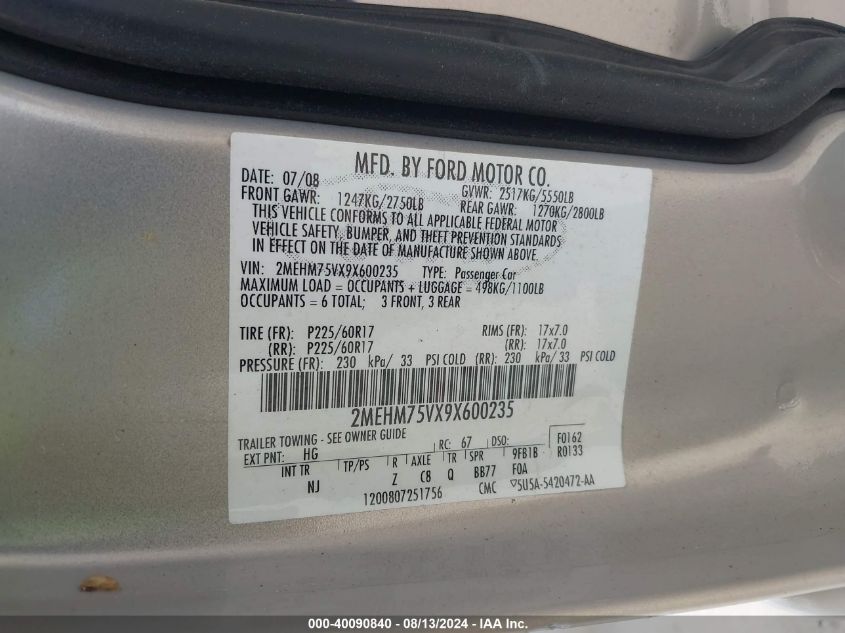 MFD. BY FORD MOTOR CO.
DATE: 07/08 GVWR: 2517KG/5550LB
FRONT GAWR: 1247KG/2750LB REAR GAWR: 1270KG/2800LB
THIS VEHICLE CONFORMS TO ALL APPLICABLE FEDERAL MOTOR
VEHICLE SAFETY, BUMPER, AND THEFT PREVENTION STANDARDS
IN EFFECT ON THE DATE OF MANUFACTURE SHOWN ABOVE.
VIN: 2MEHM75VX9X600235 TYPE: Passenger Car
MAXIMUM LOAD = OCCUPANTS + LUGGAGE = 498KG/1100LB
OCCUPANTS = 6 TOTAL; 3 FRONT, 3 REAR
TIRE (FR): P225/60R17 RIMS (FR): 17x7.0
(RR): P225/60R17 (RR): 17x7.0
PRESSURE (FR): 230 kPa/ 33 PSI COLD (RR): 230 kPa/ 33 PSI COLD
2MEHM75VX9X600235
TRAILER TOWING - SEE OWNER GUIDE
EXT PNT: HG RC: 67 DSO: F0162
INT TR TP/PS R AXLE TR SPR 9FB1B R0133
NJ Z C8 Q BB77 FOA
1200807251756 CMC ▽5U5A-5420472-AA
000-40090840 - 08/13/2024 - IAAI.COM